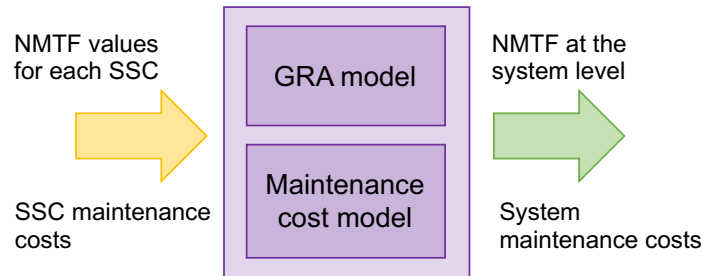 NMTF values
for each SSC
SSC maintenance
costs
GRA model
Maintenance
cost model
NMTF at the
system level
System
maintenance costs